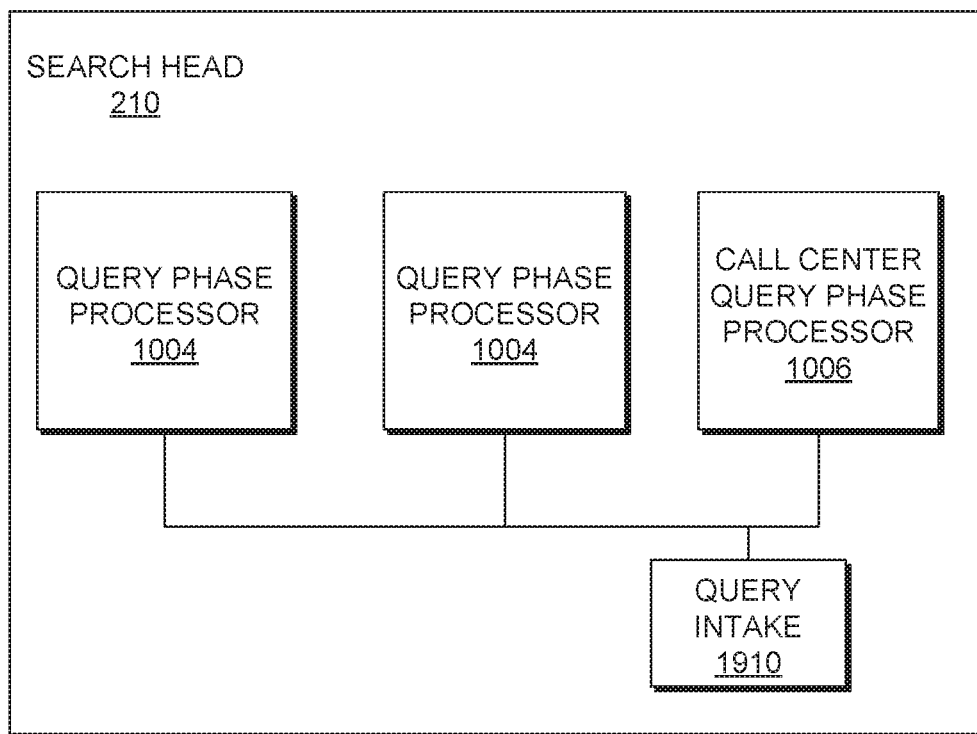 SEARCH HEAD
210
QUERY PHASE
PROCESSOR
1004
QUERY PHASE
PROCESSOR
1004
CALL CENTER
QUERY PHASE
PROCESSOR
1006
QUERY
INTAKE
1910